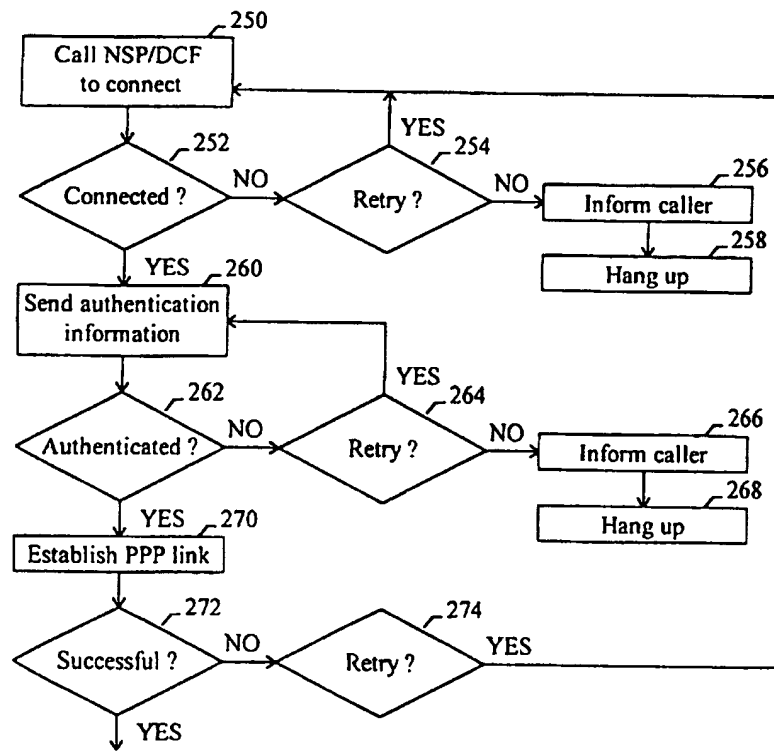 250
Call NSP/DCF
to connect
252
Connected ?
NO
YES
254
Retry ?
NO
256
Inform caller
258
Hang up
YES
260
Send authentication
information
262
Authenticated ?
NO
YES
264
Retry ?
NO
266
Inform caller
268
Hang up
YES
270
Establish PPP link
272
Successful ?
NO
274
Retry ?
YES
YES